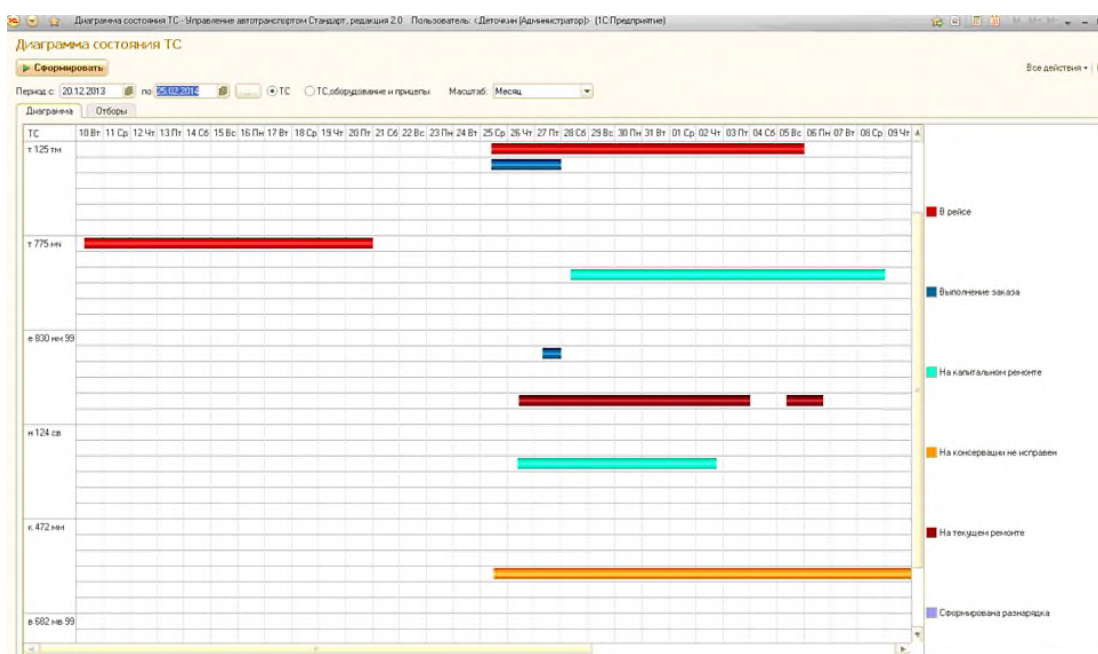 Диаграмма состояния ТС - Управление автотранспортом Стандарт, редакция 2.0 Пользователь: <Деточкин (Администратор)> (1С:Предприятие)
Диаграмма состояния ТС
Сформировать
Все действия
Период с: 20.12.2013 по 25.02.2014 ... ТС ТС,оборудование и прицепы Масштаб: Месяц
Диаграмма Отборы
ТС 10 Вт 11 Ср 12 Чт 13 Пт 14 Сб 15 Вс 16 Пн 17 Вт 18 Ср 19 Чт 20 Пт 21 Сб 22 Вс 23 Пн 24 Вт 25 Ср 26 Чт 27 Пт 28 Сб 29 Вс 30 Пн 31 Вт 01 Ср 02 Чт 03 Пт 04 Сб 05 Вс 06 Пн 07 Вт 08 Ср 09 Чт
т 125 тм
В рейсе
т 775 мн
Выполнение заказа
е 830 нм 99
На капитальном ремонте
н 124 св
На консервации не исправен
к 472 мм
На текущем ремонте
Сформирована разнарядка
в 682 мв 99